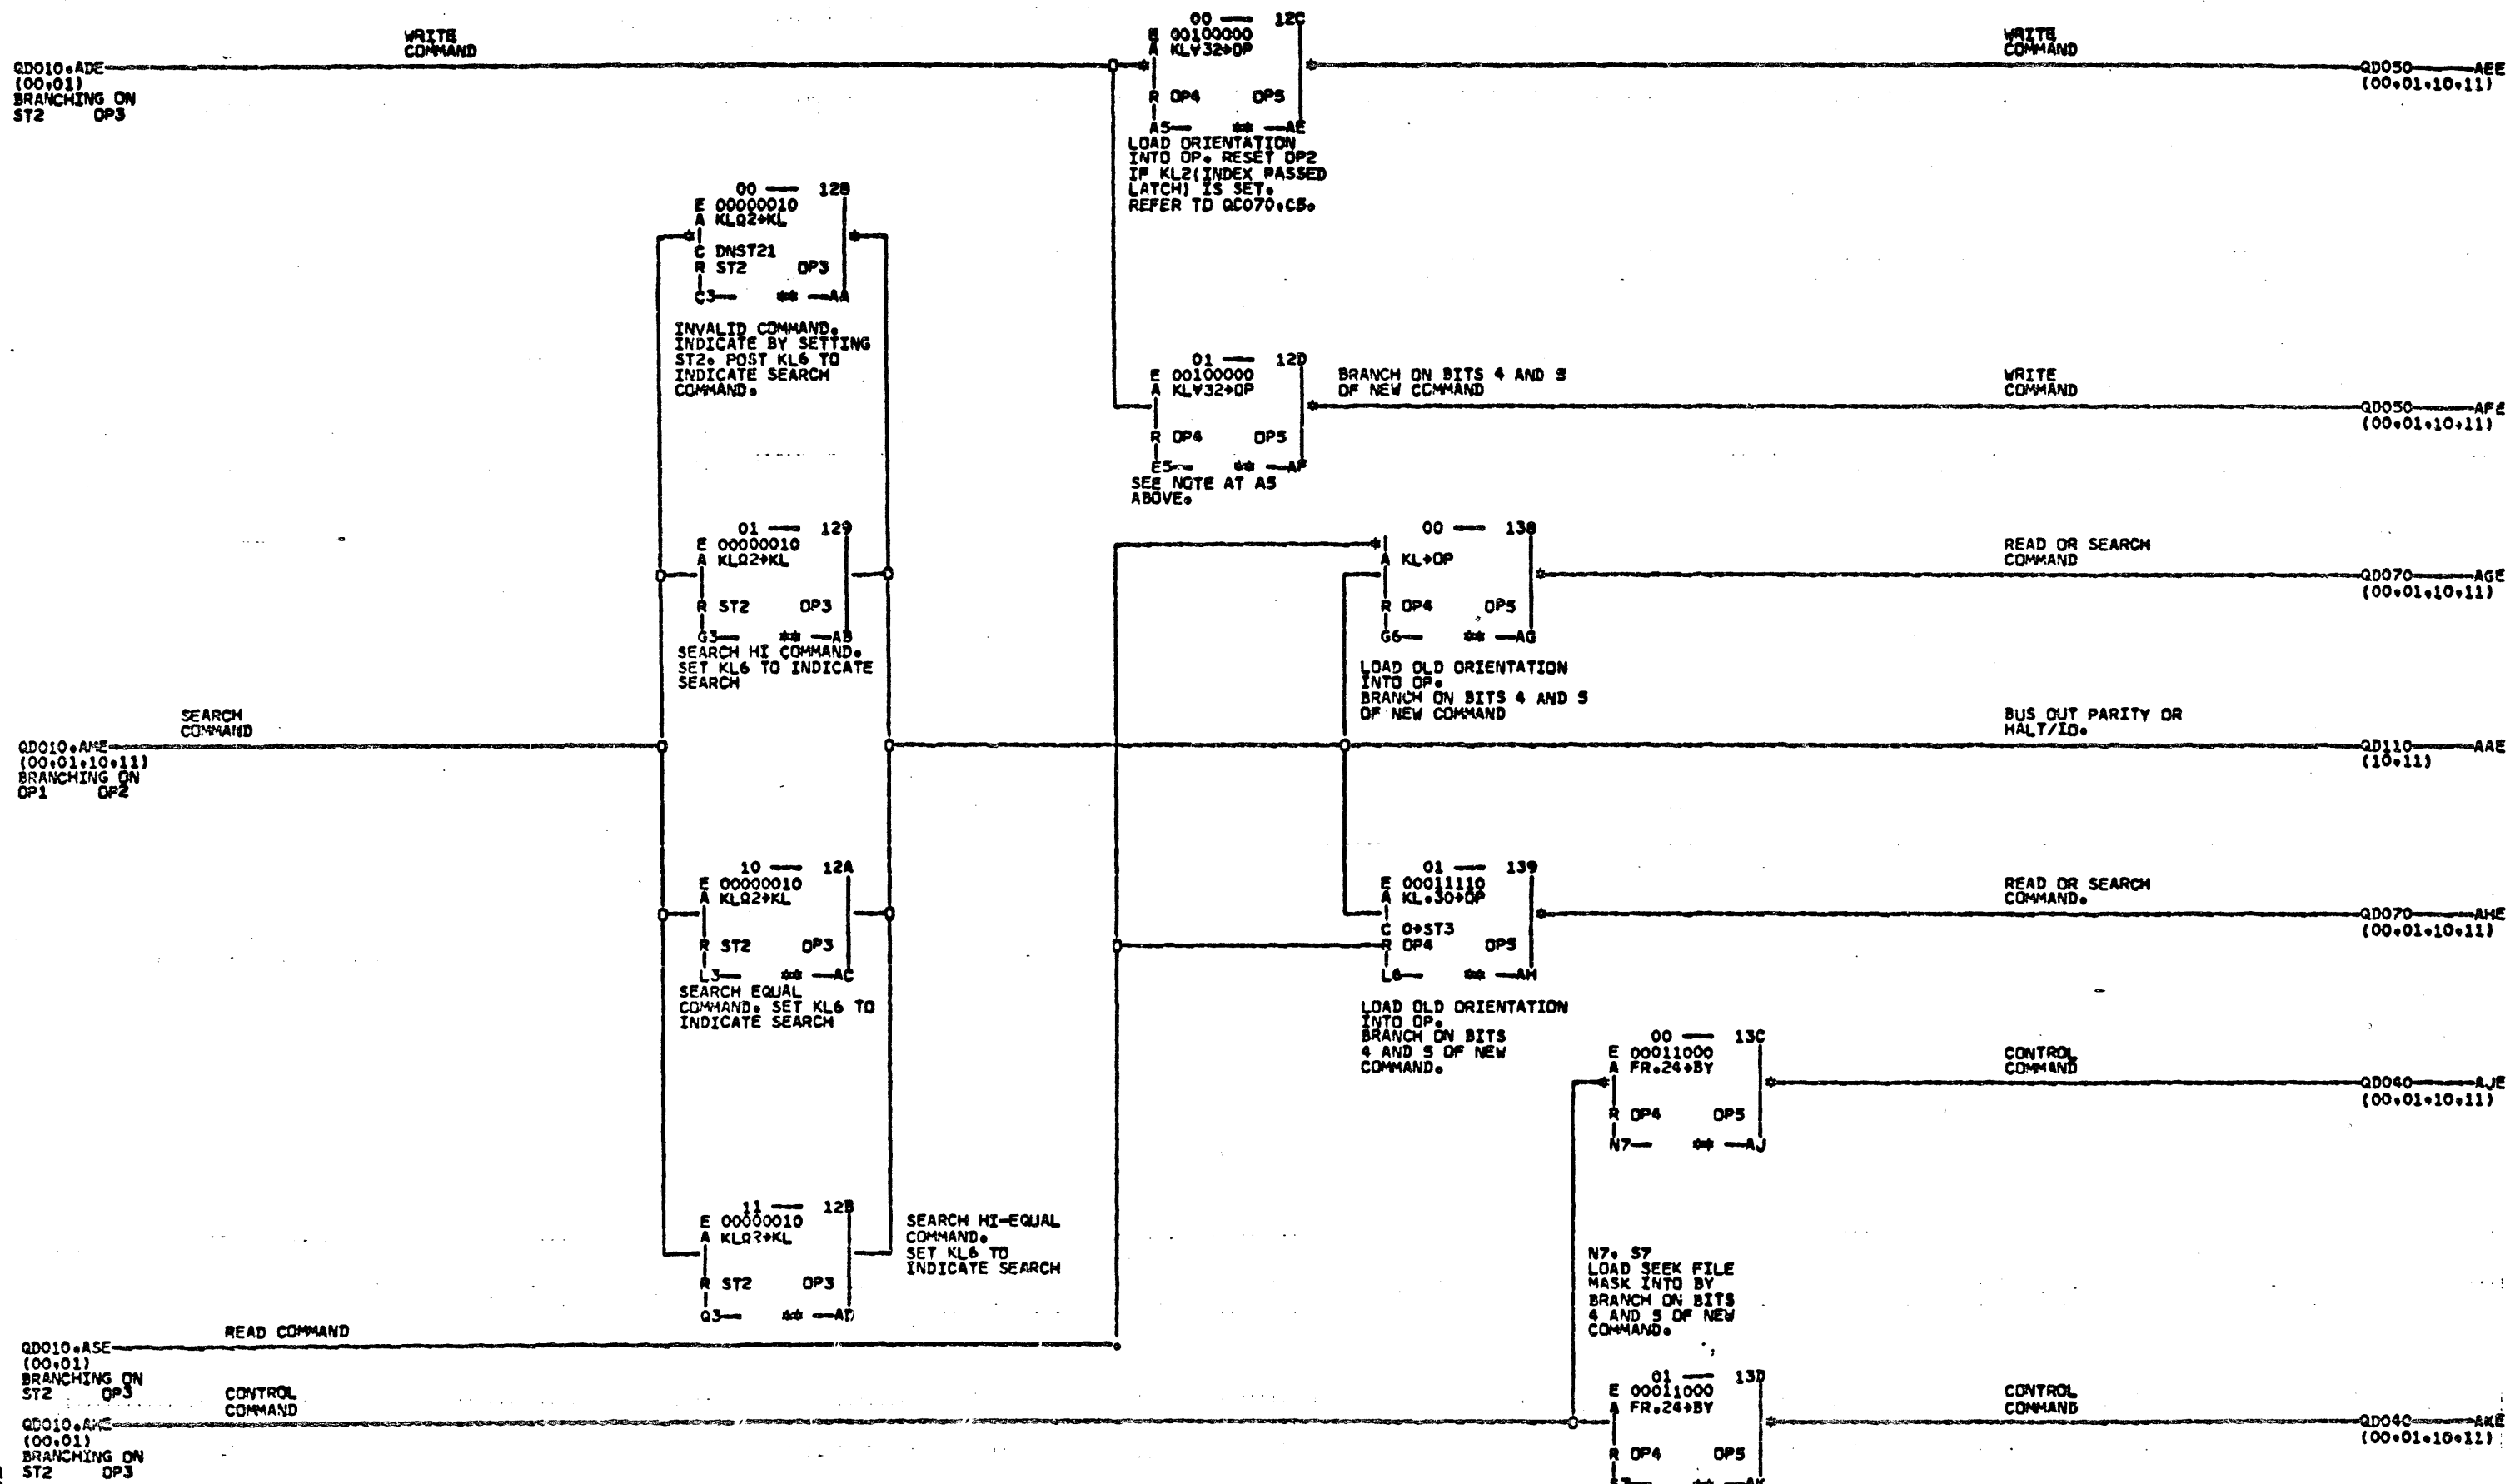 WRITE
COMMAND
QD010.ADE
(00,01)
BRANCHING ON
ST2 OP3
00 — 12C
E 00100000
A KL∀32→OP
R OP4 OP5
A5— ** —AE
LOAD ORIENTATION
INTO OP. RESET OP2
IF KL2(INDEX PASSED
LATCH) IS SET.
REFER TO QC070.C5.
WRITE
COMMAND
QD050 AEE
(00,01,10,11)
00 — 128
E 00000010
A KLΩ2→KL
C DNST21
R ST2 OP3
C3— ** —AA
INVALID COMMAND.
INDICATE BY SETTING
ST2. POST KL6 TO
INDICATE SEARCH
COMMAND.
01 — 12D
E 00100000
A KL∀32→OP
R OP4 OP5
E5— ** —AF
SEE NOTE AT A5
ABOVE.
BRANCH ON BITS 4 AND 5
OF NEW COMMAND
WRITE
COMMAND
QD050 AFE
(00,01,10,11)
01 — 129
E 00000010
A KLΩ2→KL
R ST2 OP3
G3— ** —AB
SEARCH HI COMMAND.
SET KL6 TO INDICATE
SEARCH
00 — 138
A KL→OP
R OP4 OP5
G6— ** —AG
LOAD OLD ORIENTATION
INTO OP.
BRANCH ON BITS 4 AND 5
OF NEW COMMAND
READ OR SEARCH
COMMAND
QD070 AGE
(00,01,10,11)
SEARCH
COMMAND
QD010.AME
(00,01,10,11)
BRANCHING ON
OP1 OP2
BUS OUT PARITY OR
HALT/IO.
QD110 AAE
(10,11)
10 — 12A
E 00000010
A KLΩ2→KL
R ST2 OP3
L3— ** —AC
SEARCH EQUAL
COMMAND. SET KL6 TO
INDICATE SEARCH
01 — 139
E 00011110
A KL.30→OP
C 0→ST3
R OP4 OP5
L6— ** —AH
LOAD OLD ORIENTATION
INTO OP.
BRANCH ON BITS
4 AND 5 OF NEW
COMMAND.
READ OR SEARCH
COMMAND.
QD070 AHE
(00,01,10,11)
00 — 13C
E 00011000
A FR.24→BY
R OP4 OP5
N7— ** —AJ
CONTROL
COMMAND
QD040 AJE
(00,01,10,11)
11 — 12B
E 00000010
A KLΩ2→KL
R ST2 OP3
Q3— ** —AD
SEARCH HI-EQUAL
COMMAND.
SET KL6 TO
INDICATE SEARCH
N7. S7
LOAD SEEK FILE
MASK INTO BY
BRANCH ON BITS
4 AND 5 OF NEW
COMMAND.
READ COMMAND
QD010.ASE
(00,01)
BRANCHING ON
ST2 OP3
CONTROL
COMMAND
(00,01)
BRANCHING ON
ST2 OP3
01 — 13D
E 00011000
A FR.24→BY
R OP4 OP5
CONTROL
COMMAND
QD040 AKE
(00,01,10,11)